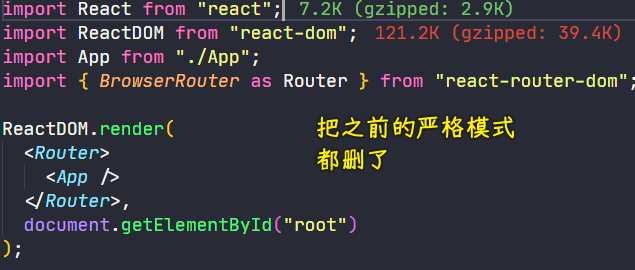 import React from "react"; 7.2K (gzipped: 2.9K)
import ReactDOM from "react-dom"; 121.2K (gzipped: 39.4K)
import App from "./App";
import { BrowserRouter as Router } from "react-router-dom";
ReactDOM.render(
  <Router>
    <App />
  </Router>,
  document.getElementById("root")
);
把之前的严格模式
都删了